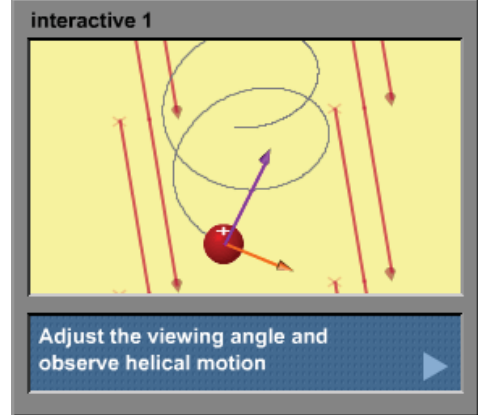 interactive 1
+
Adjust the viewing angle and
observe helical motion